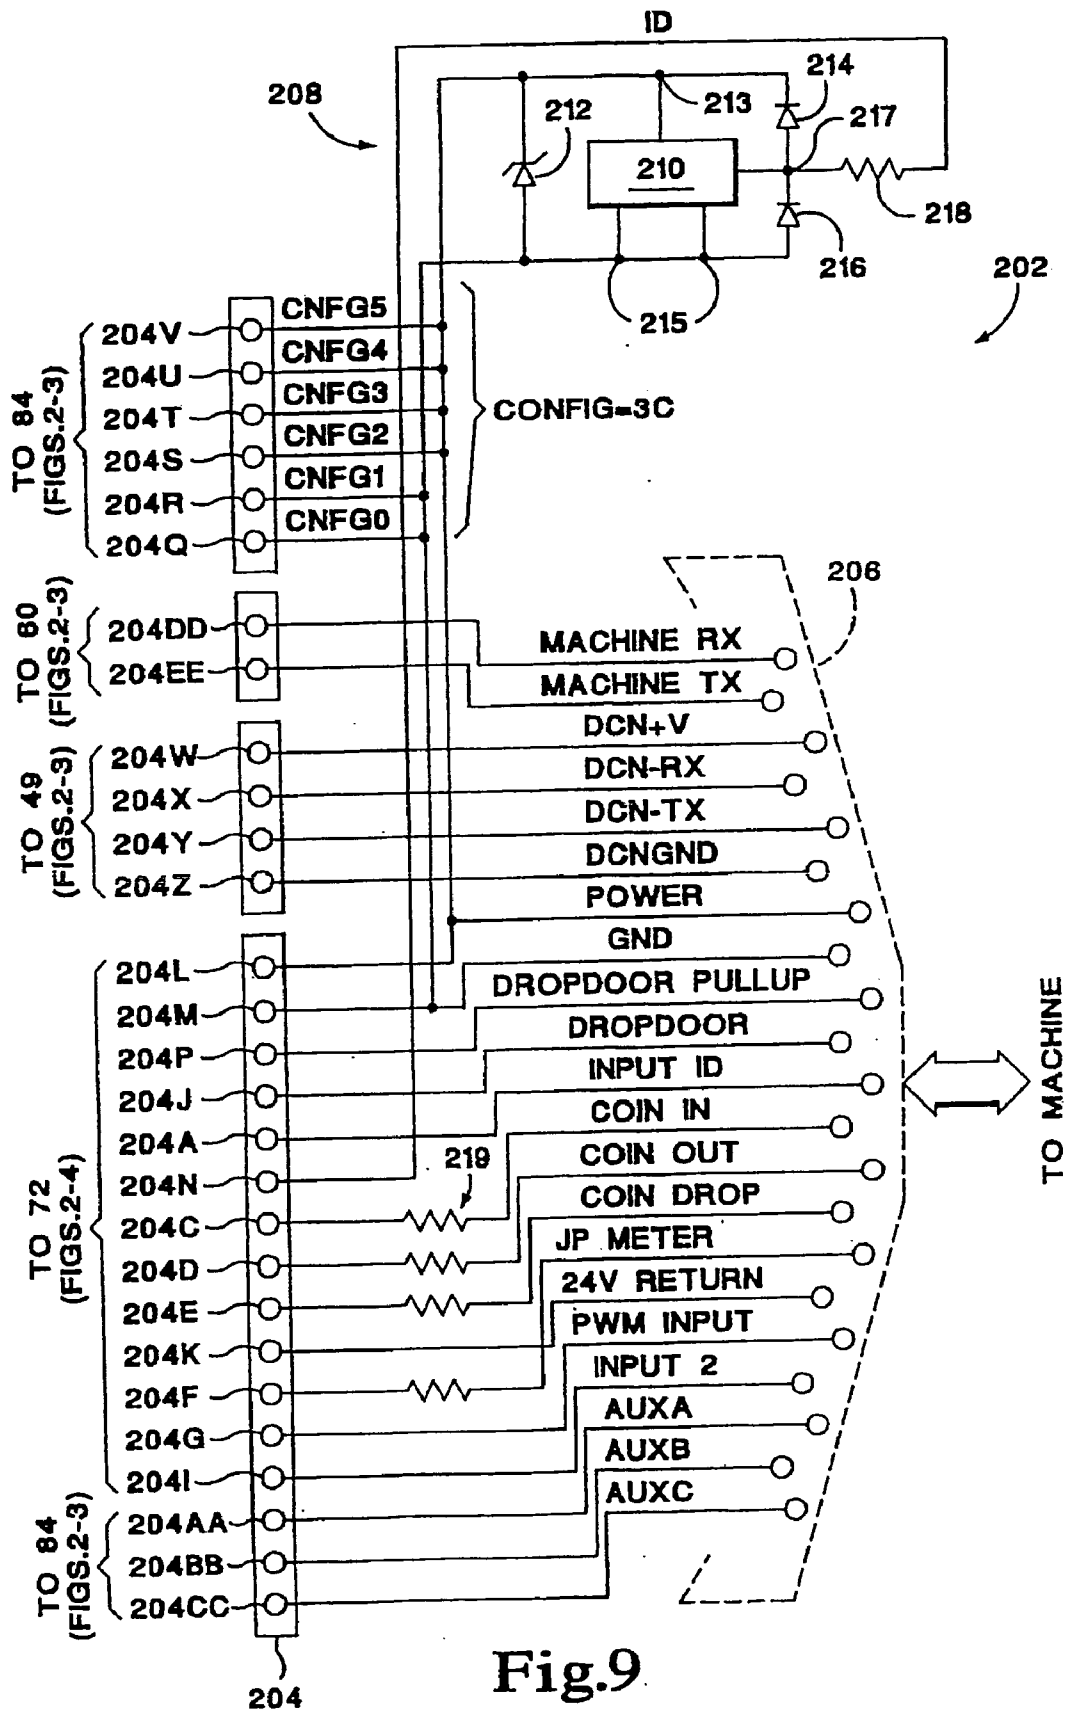 ID
208
212
213
214
217
210
218
216
215
202
TO 84
(FIGS.2-3)
204V
CNFG5
204U
CNFG4
204T
CNFG3
204S
CNFG2
204R
CNFG1
204Q
CNFG0
CONFIG=3C
206
TO 60
(FIGS.2-3)
204DD
MACHINE RX
204EE
MACHINE TX
TO 49
(FIGS.2-3)
204W
DCN+V
204X
DCN-RX
204Y
DCN-TX
204Z
DCNGND
POWER
GND
TO 72
(FIGS.2-4)
204L
204M
DROPDOOR PULLUP
204P
DROPDOOR
204J
INPUT ID
204A
COIN IN
204N
219
COIN OUT
204C
COIN DROP
204D
JP METER
204E
24V RETURN
204K
PWM INPUT
204F
INPUT 2
204G
AUXA
204I
AUXB
AUXC
TO 84
(FIGS.2-3)
204AA
204BB
204CC
TO MACHINE
204
Fig.9